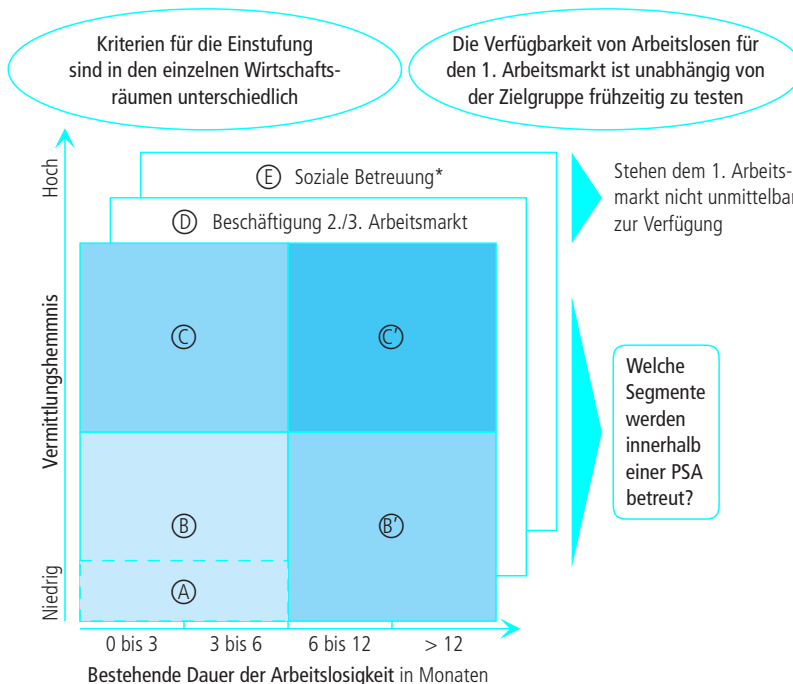 Kriterien für die Einstufung
sind in den einzelnen Wirtschafts-
räumen unterschiedlich
Die Verfügbarkeit von Arbeitslosen für
den 1. Arbeitsmarkt ist unabhängig von
der Zielgruppe frühzeitig zu testen
Hoch
Vermittlungshemmnis
Niedrig
E Soziale Betreuung*
D Beschäftigung 2./3. Arbeitsmarkt
C
C′
B
B′
A
Stehen dem 1. Arbeits-
markt nicht unmittelbar
zur Verfügung
Welche
Segmente
werden
innerhalb
einer PSA
betreut?
0 bis 3
3 bis 6
6 bis 12
> 12
Bestehende Dauer der Arbeitslosigkeit in Monaten